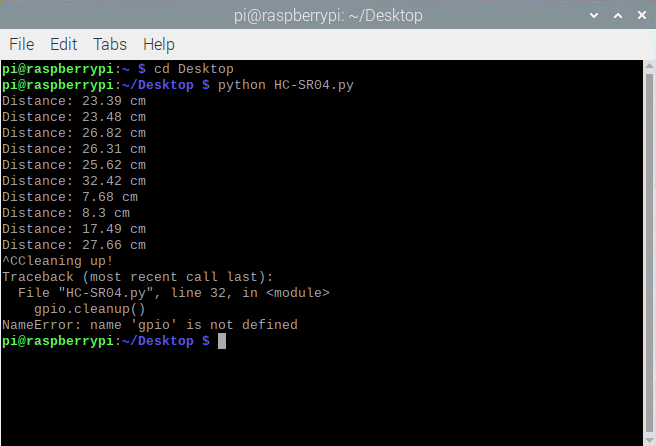 pi@raspberrypi: ~/Desktop
File Edit Tabs Help
pi@raspberrypi:~ $ cd Desktop
pi@raspberrypi:~/Desktop $ python HC-SR04.py
Distance: 23.39 cm
Distance: 23.48 cm
Distance: 26.82 cm
Distance: 26.31 cm
Distance: 25.62 cm
Distance: 32.42 cm
Distance: 7.68 cm
Distance: 8.3 cm
Distance: 17.49 cm
Distance: 27.66 cm
^CCleaning up!
Traceback (most recent call last):
  File "HC-SR04.py", line 32, in <module>
    gpio.cleanup()
NameError: name 'gpio' is not defined
pi@raspberrypi:~/Desktop $